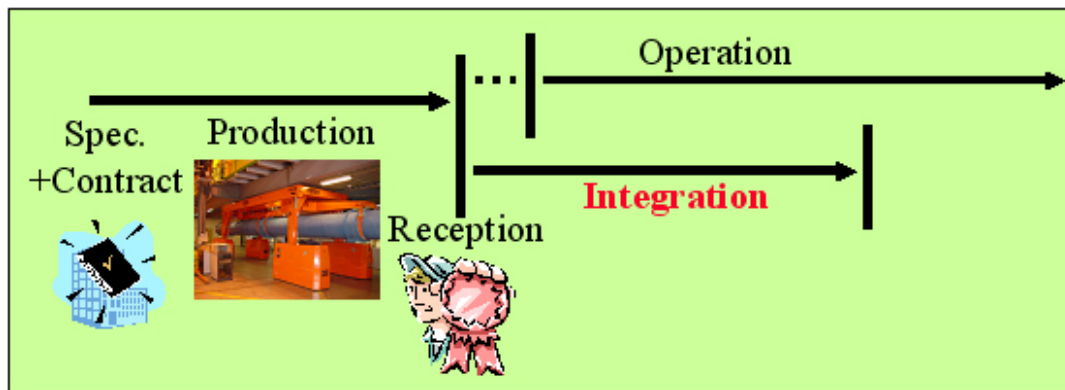 Operation
Spec.
+Contract
Production
Integration
Reception